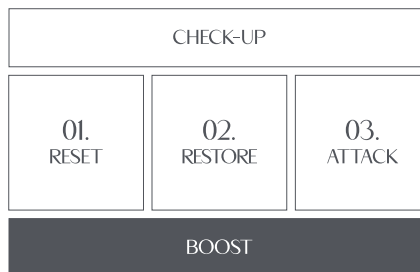 CHECK-UP
01.
RESET
02.
RESTORE
03.
ATTACK
BOOST